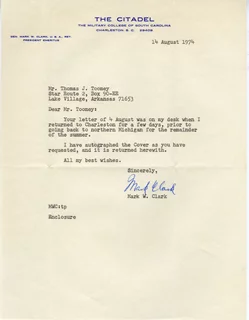 THE CITADEL
THE MILITARY COLLEGE OF SOUTH CAROLINA
CHARLESTON, S. C. 29409
GEN. MARK W. CLARK, U. S. A., RET.
PRESIDENT EMERITUS
14 August 1974
Mr. Thomas J. Toomey
Star Route 2, Box 90-EE
Lake Village, Arkansas 71653
Dear Mr. Toomey:
Your letter of 4 August was on my desk when I
returned to Charleston for a few days, prior to
going back to northern Michigan for the remainder
of the summer.
I have autographed the Cover as you have
requested, and it is returned herewith.
All my best wishes.
Sincerely,
Mark Clark
Mark W. Clark
MWC:tp
Enclosure